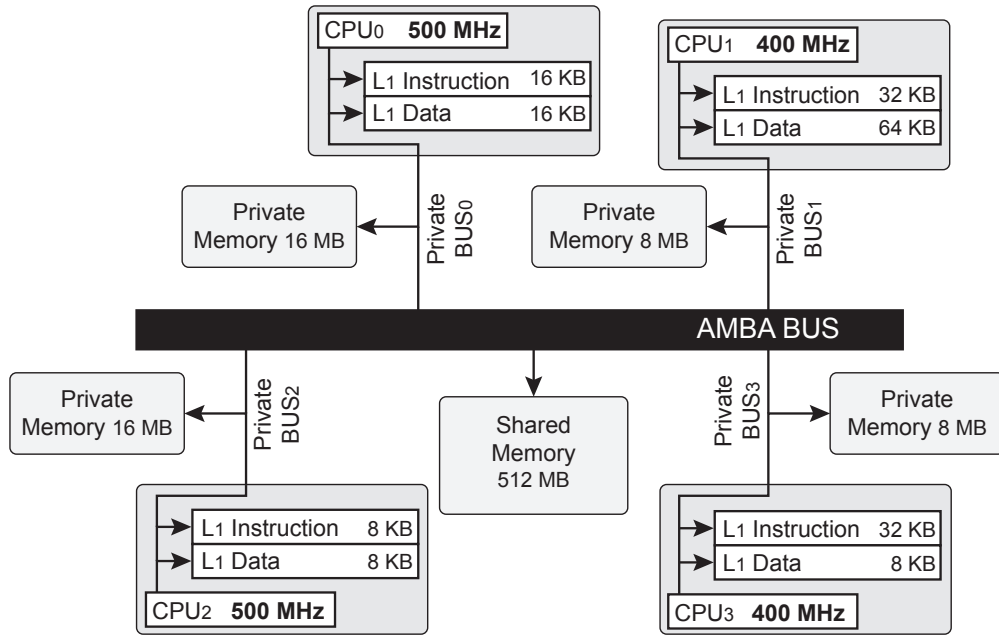 CPU0 500 MHz
L1 Instruction 16 KB
L1 Data 16 KB
CPU1 400 MHz
L1 Instruction 32 KB
L1 Data 64 KB
Private
Memory 16 MB
Private
BUS0
Private
Memory 8 MB
Private
BUS1
AMBA BUS
Private
Memory 16 MB
Private
BUS2
Shared
Memory
512 MB
Private
BUS3
Private
Memory 8 MB
L1 Instruction 8 KB
L1 Data 8 KB
CPU2 500 MHz
L1 Instruction 32 KB
L1 Data 8 KB
CPU3 400 MHz